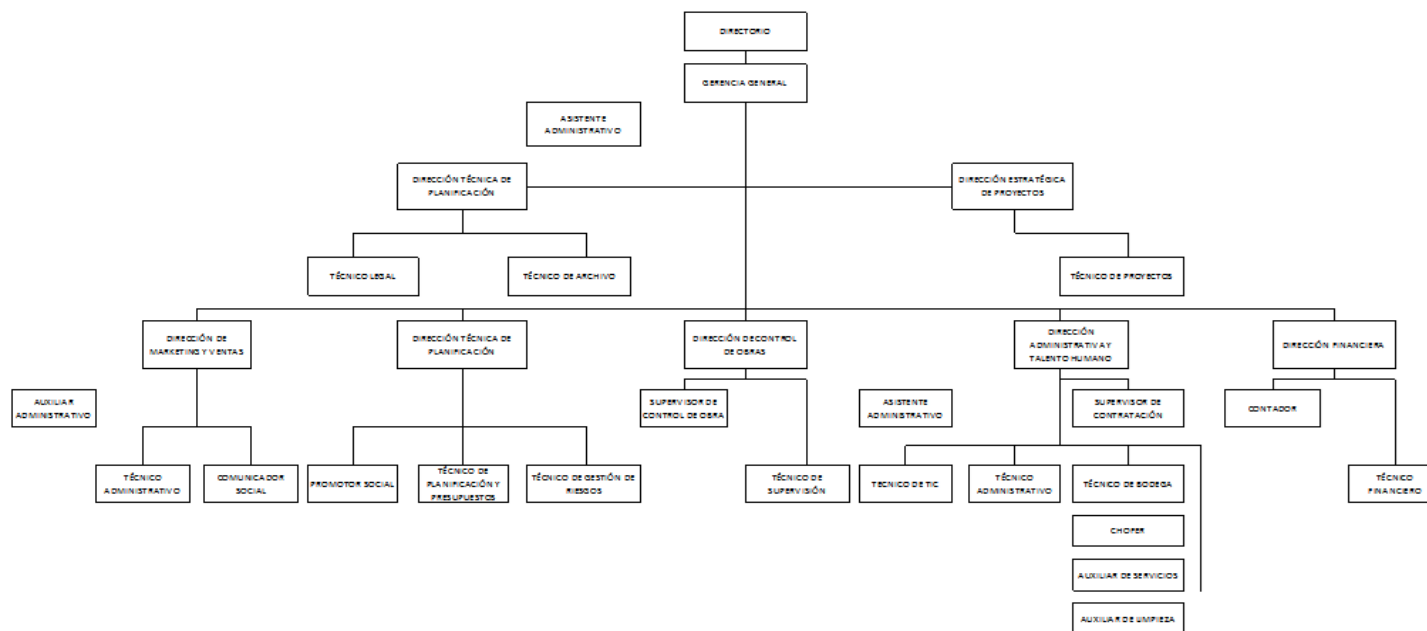 DIRECTORIO
GERENCIA GENERAL
ASISTENTE
ADMINISTRATIVO
DIRECCIÓN TÉCNICA DE
PLANIFICACIÓN
DIRECCIÓN ESTRATÉGICA
DE PROYECTOS
TÉCNICO LEGAL
TÉCNICO DE ARCHIVO
TÉCNICO DE PROYECTOS
DIRECCIÓN DE
MARKETING Y VENTAS
DIRECCIÓN TÉCNICA DE
PLANIFICACIÓN
DIRECCIÓN DE CONTROL
DE OBRAS
DIRECCIÓN
ADMINISTRATIVA Y
TALENTO HUMANO
DIRECCIÓN FINANCIERA
AUXILIAR
ADMINISTRATIVO
SUPERVISOR DE
CONTROL DE OBRA
ASISTENTE
ADMINISTRATIVO
SUPERVISOR DE
CONTRATACIÓN
CONTADOR
TÉCNICO
ADMINISTRATIVO
COMUNICADOR
SOCIAL
PROMOTOR SOCIAL
TÉCNICO DE
PLANIFICACIÓN Y
PRESUPUESTOS
TÉCNICO DE GESTIÓN DE
RIESGOS
TÉCNICO DE
SUPERVISIÓN
TECNICO DE TIC
TÉCNICO
ADMINISTRATIVO
TÉCNICO DE BODEGA
TÉCNICO
FINANCIERO
CHOFER
AUXILIAR DE SERVICIOS
AUXILIAR DE LIMPIEZA